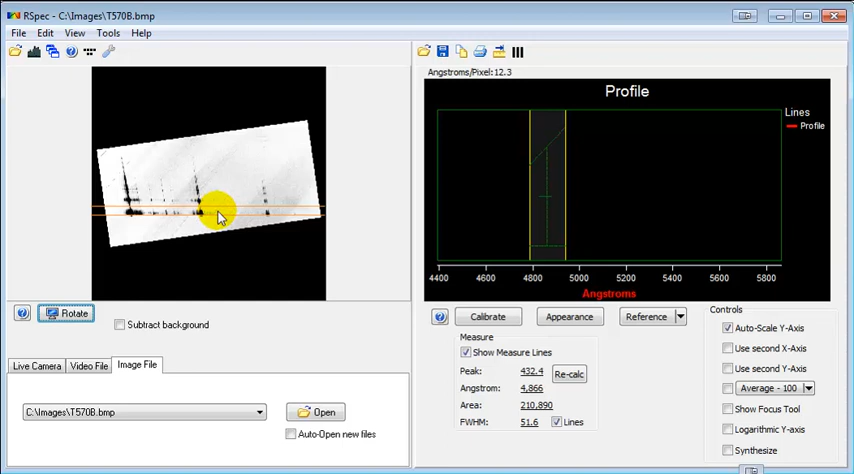 RSpec - C:\Images\T570B.bmp
File Edit View Tools Help
Angstroms/Pixel:12.3
Profile
Lines
Profile
4400 4600 4800 5000 5200 5400 5600 5800
Angstroms
Rotate
Subtract background
Live Camera Video File Image File
C:\Images\T570B.bmp
Open
Auto-Open new files
Calibrate Appearance Reference
Measure
Show Measure Lines
Peak: 432.4 Re-calc
Angstrom: 4,866
Area: 210,890
FWHM: 51.6 Lines
Controls
Auto-Scale Y-Axis
Use second X-Axis
Use second Y-Axis
Average - 100
Show Focus Tool
Logarithmic Y-axis
Synthesize